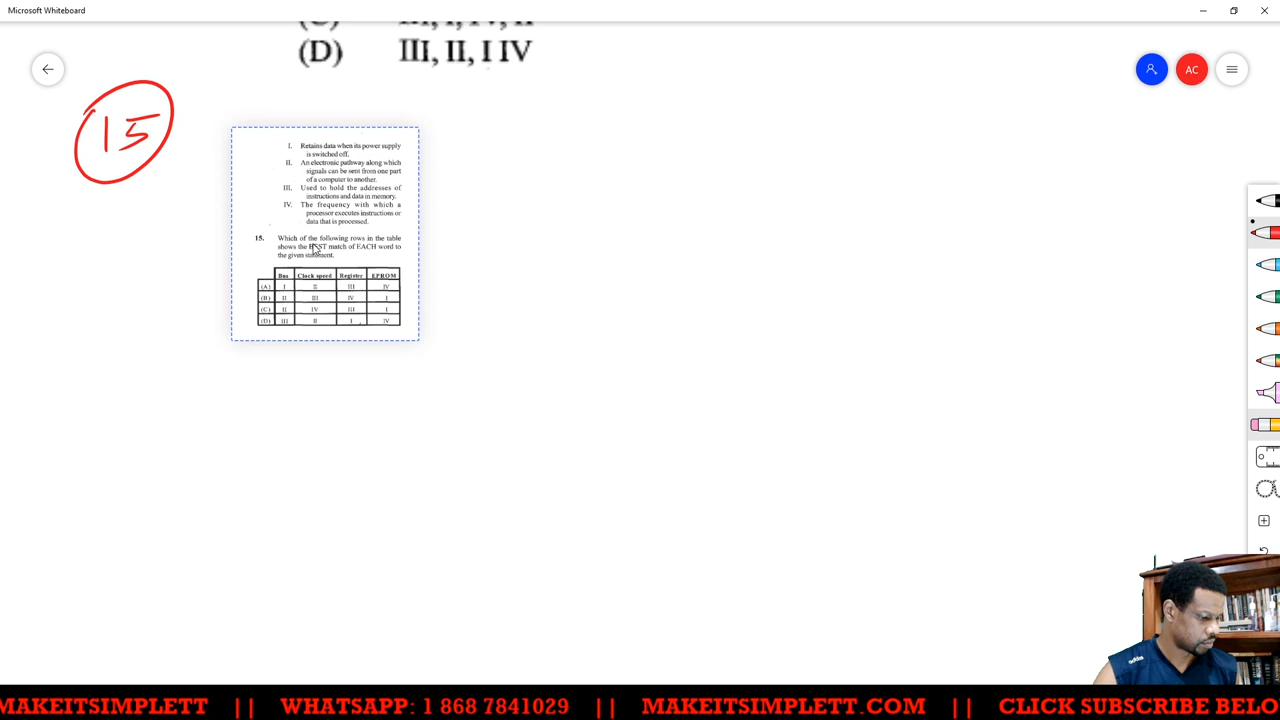 Microsoft Whiteboard
(D) III, II, I IV
AC
15
I. Retains data when its power supply
is switched off.
II. An electronic pathway along which
signals can be sent from one part
of a computer to another.
III. Used to hold the addresses of
instructions and data in memory.
IV. The frequency with which a
processor executes instructions or
data that is processed.
15. Which of the following rows in the table
shows the BEST match of EACH word to
the given statement.
Bus Clock speed Register EPROM
(A) I II III IV
(B) II III IV I
(C) II IV III I
(D) III II I IV
adidas
MAKEITSIMPLETT || WHATSAPP: 1 868 7841029 || MAKEITSIMPLETT.COM || CLICK SUBSCRIBE BELO